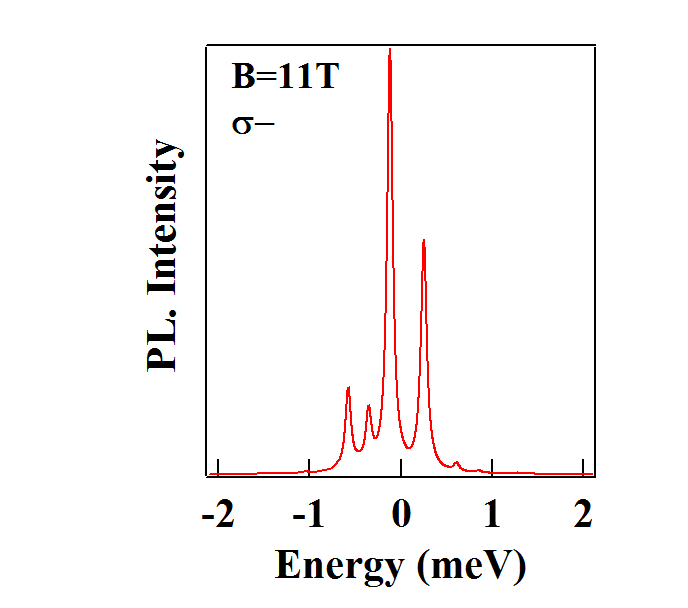 B=11T
σ−
PL. Intensity
-2 -1 0 1 2
Energy (meV)